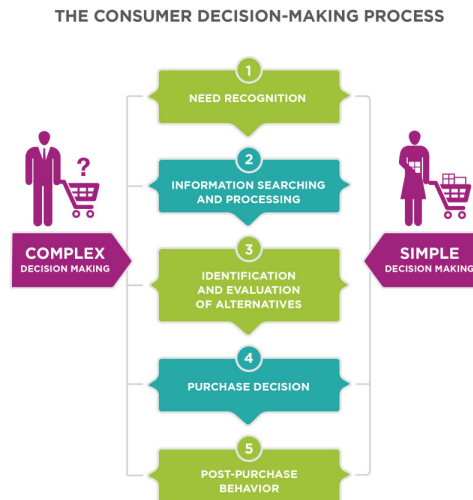 THE CONSUMER DECISION-MAKING PROCESS
1
NEED RECOGNITION
?
2
INFORMATION SEARCHING
AND PROCESSING
COMPLEX
DECISION MAKING
3
IDENTIFICATION
AND EVALUATION
OF ALTERNATIVES
SIMPLE
DECISION MAKING
4
PURCHASE DECISION
5
POST-PURCHASE
BEHAVIOR